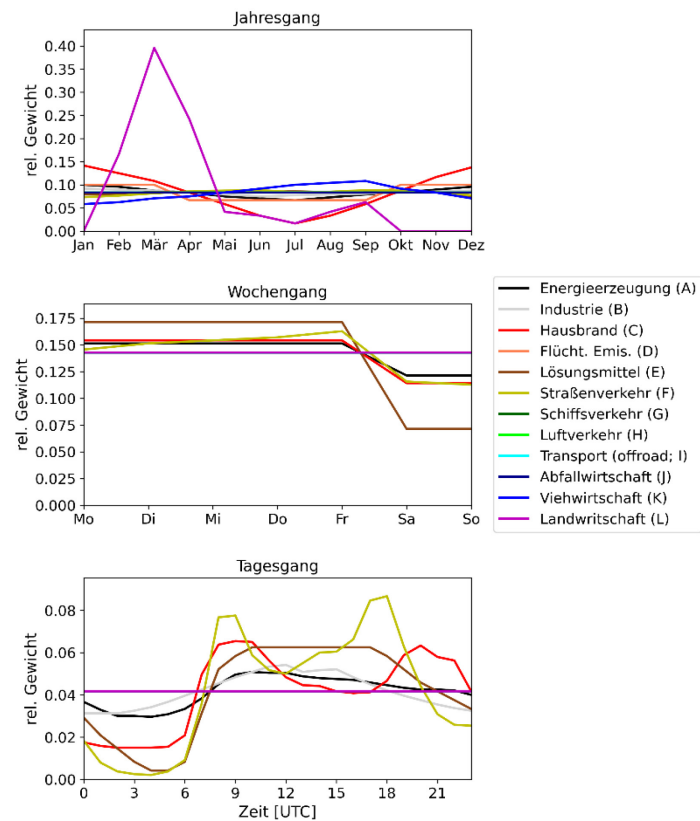 Jahresgang
rel. Gewicht
0.40
0.35
0.30
0.25
0.20
0.15
0.10
0.05
0.00
Jan Feb Mär Apr Mai Jun Jul Aug Sep Okt Nov Dez
Wochengang
rel. Gewicht
0.175
0.150
0.125
0.100
0.075
0.050
0.025
0.000
Mo Di Mi Do Fr Sa So
Energieerzeugung (A)
Industrie (B)
Hausbrand (C)
Flücht. Emis. (D)
Lösungsmittel (E)
Straßenverkehr (F)
Schiffsverkehr (G)
Luftverkehr (H)
Transport (offroad; I)
Abfallwirtschaft (J)
Viehwirtschaft (K)
Landwritschaft (L)
Tagesgang
rel. Gewicht
0.08
0.06
0.04
0.02
0.00
0 3 6 9 12 15 18 21
Zeit [UTC]